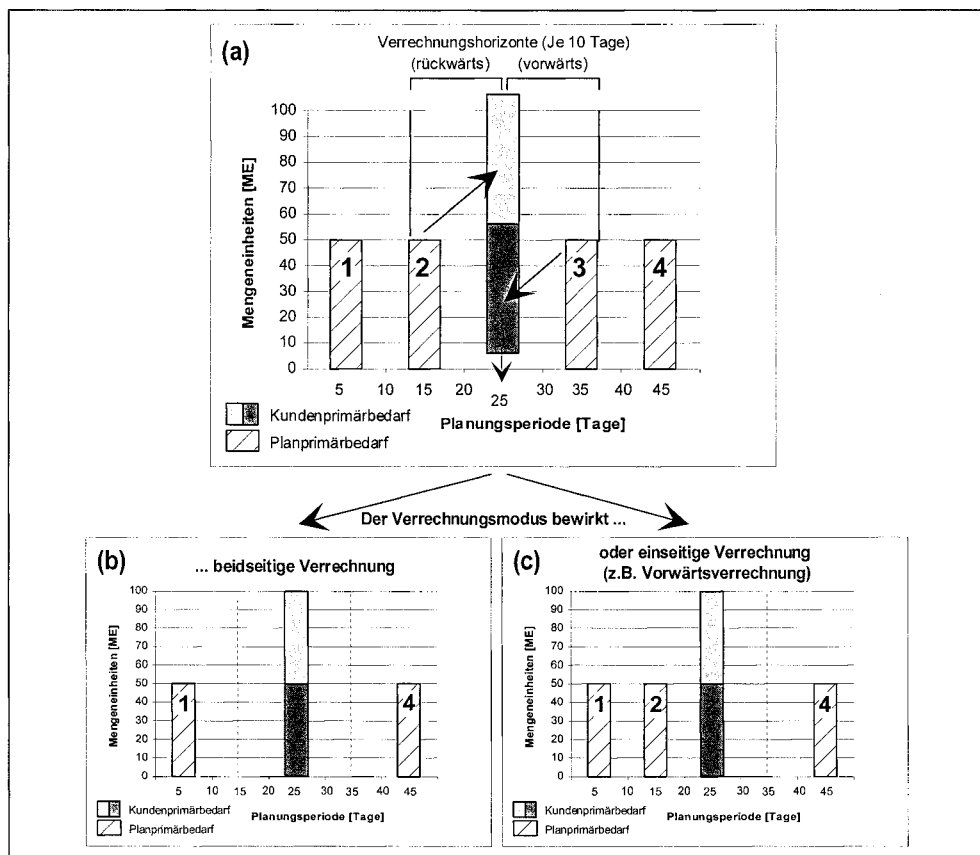 (a)
Verrechnungshorizonte (Je 10 Tage)
(rückwärts) (vorwärts)
Mengeneinheiten [ME]
100
90
80
70
60
50
40
30
20
10
0
1 2 3 4
5 10 15 20 25 30 35 40 45
Planungsperiode [Tage]
Kundenprimärbedarf
Planprimärbedarf
Der Verrechnungsmodus bewirkt ...
(b)
... beidseitige Verrechnung
Mengeneinheiten [ME]
100
90
80
70
60
50
40
30
20
10
0
1 4
5 10 15 20 25 30 35 40 45
Kundenprimärbedarf
Planprimärbedarf
Planungsperiode [Tage]
(c)
oder einseitige Verrechnung
(z.B. Vorwärtsverrechnung)
Mengeneinheiten [ME]
100
90
80
70
60
50
40
30
20
10
0
1 2 4
5 10 15 20 25 30 35 40 45
Kundenprimärbedarf
Planprimärbedarf
Planungsperiode [Tage]